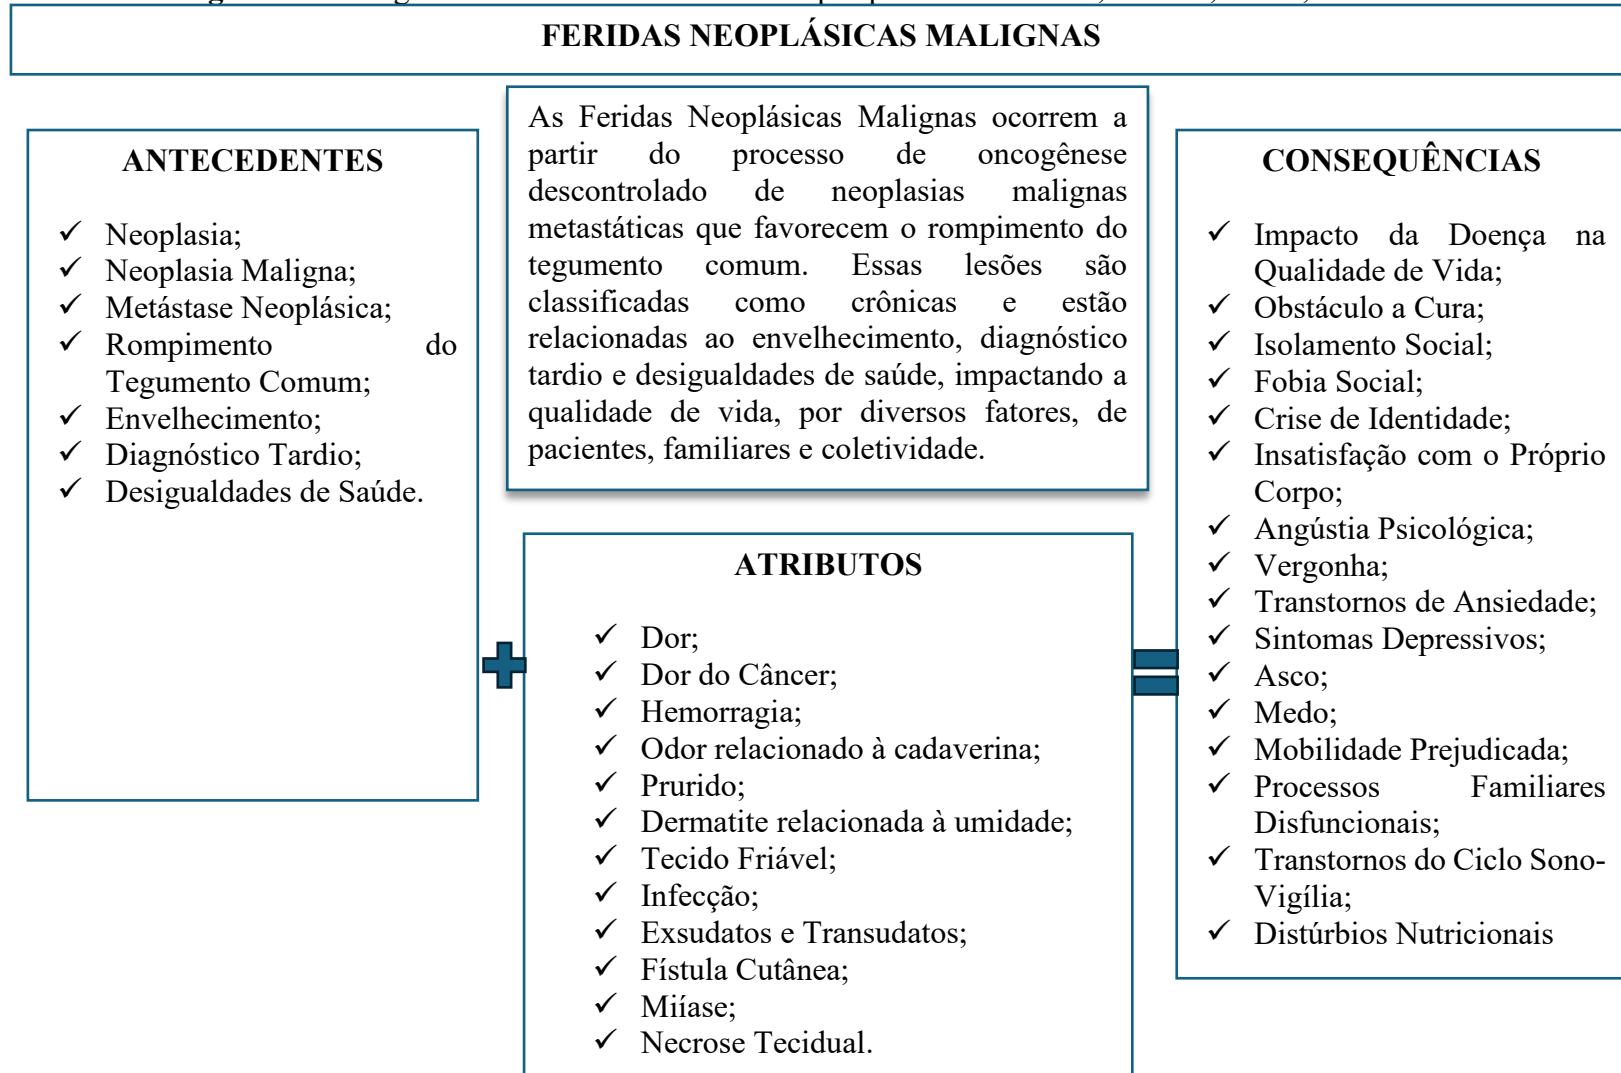 FERIDAS NEOPLÁSICAS MALIGNAS
As Feridas Neoplásicas Malignas ocorrem a
partir do processo de oncogênese
descontrolado de neoplasias malignas
metastáticas que favorecem o rompimento do
tegumento comum. Essas lesões são
classificadas como crônicas e estão
relacionadas ao envelhecimento, diagnóstico
tardio e desigualdades de saúde, impactando a
qualidade de vida, por diversos fatores, de
pacientes, familiares e coletividade.
ANTECEDENTES
✓ Neoplasia;
✓ Neoplasia Maligna;
✓ Metástase Neoplásica;
✓ Rompimento do
Tegumento Comum;
✓ Envelhecimento;
✓ Diagnóstico Tardio;
✓ Desigualdades de Saúde.
ATRIBUTOS
✓ Dor;
✓ Dor do Câncer;
✓ Hemorragia;
✓ Odor relacionado à cadaverina;
✓ Prurido;
✓ Dermatite relacionada à umidade;
✓ Tecido Friável;
✓ Infecção;
✓ Exsudatos e Transudatos;
✓ Fístula Cutânea;
✓ Miíase;
✓ Necrose Tecidual.
CONSEQUÊNCIAS
✓ Impacto da Doença na
Qualidade de Vida;
✓ Obstáculo a Cura;
✓ Isolamento Social;
✓ Fobia Social;
✓ Crise de Identidade;
✓ Insatisfação com o Próprio
Corpo;
✓ Angústia Psicológica;
✓ Vergonha;
✓ Transtornos de Ansiedade;
✓ Sintomas Depressivos;
✓ Asco;
✓ Medo;
✓ Mobilidade Prejudicada;
✓ Processos Familiares
Disfuncionais;
✓ Transtornos do Ciclo Sono-
Vigília;
✓ Distúrbios Nutricionais